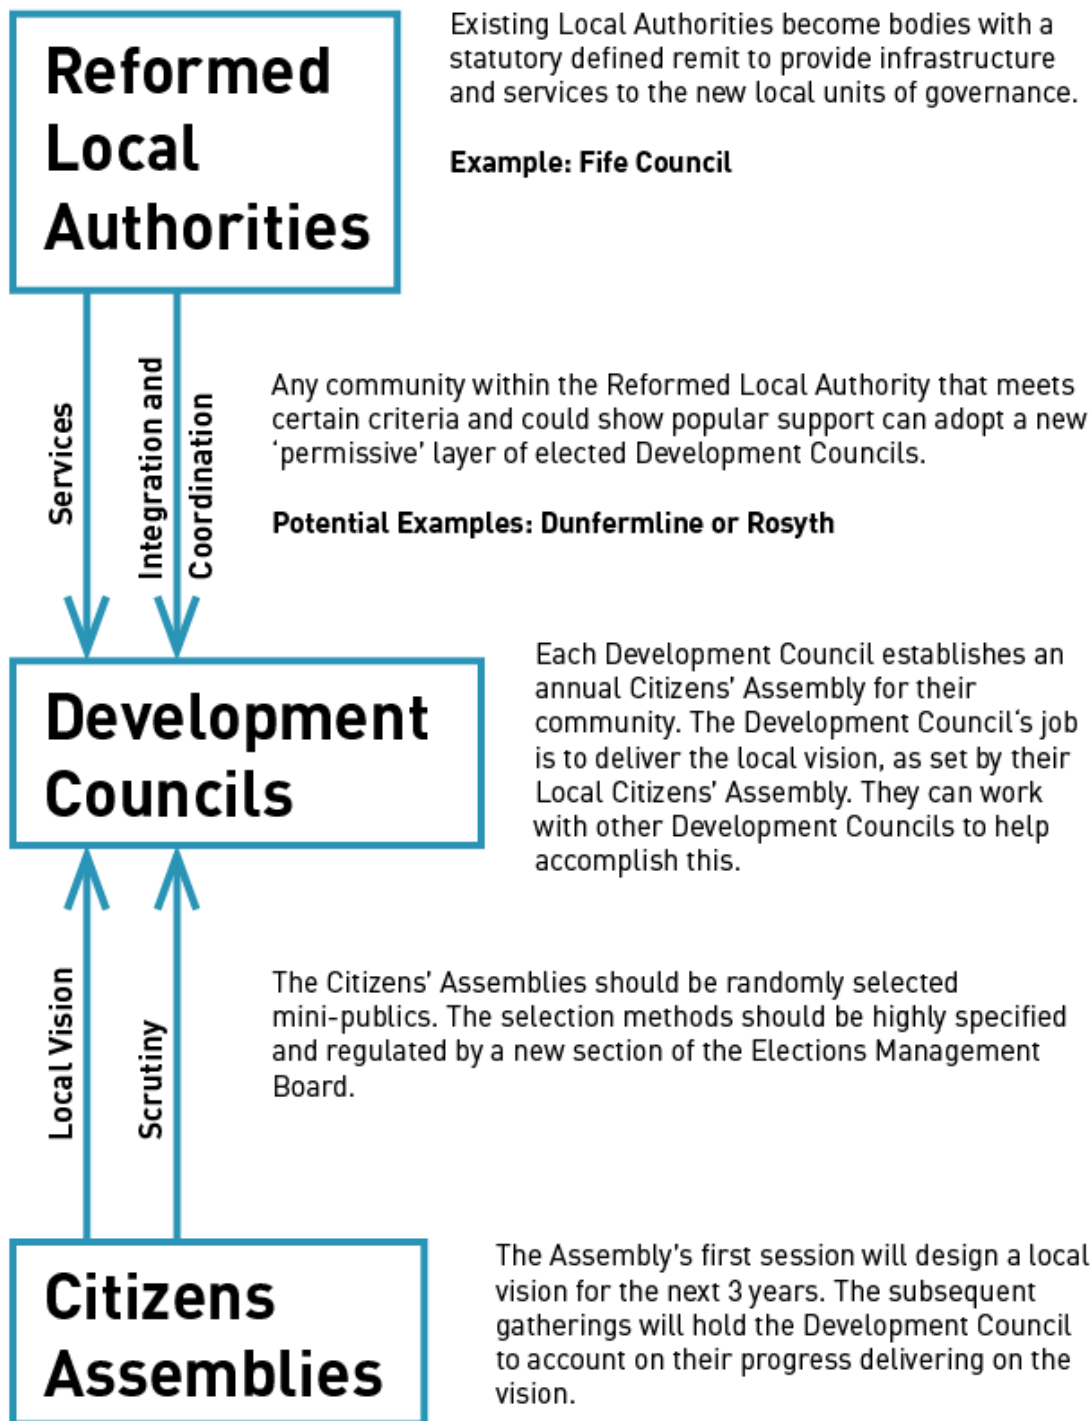 Reformed
Local
Authorities
Existing Local Authorities become bodies with a
statutory defined remit to provide infrastructure
and services to the new local units of governance.
Example: Fife Council
Services
Integration and
Coordination
Any community within the Reformed Local Authority that meets
certain criteria and could show popular support can adopt a new
‘permissive’ layer of elected Development Councils.
Potential Examples: Dunfermline or Rosyth
Development
Councils
Each Development Council establishes an
annual Citizens’ Assembly for their
community. The Development Council‘s job
is to deliver the local vision, as set by their
Local Citizens’ Assembly. They can work
with other Development Councils to help
accomplish this.
Local Vision
Scrutiny
The Citizens’ Assemblies should be randomly selected
mini-publics. The selection methods should be highly specified
and regulated by a new section of the Elections Management
Board.
Citizens
Assemblies
The Assembly’s first session will design a local
vision for the next 3 years. The subsequent
gatherings will hold the Development Council
to account on their progress delivering on the
vision.